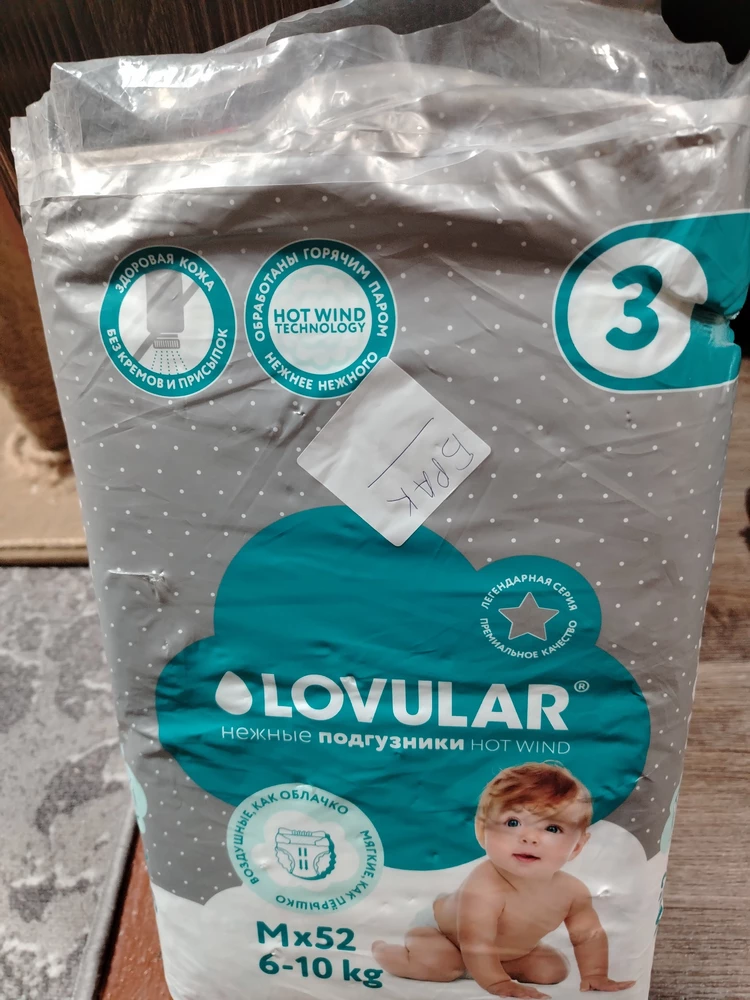 ЗДОРОВАЯ КОЖА
БЕЗ КРЕМОВ И ПРИСЫПОК
ОБРАБОТАНЫ ГОРЯЧИМ ПАРОМ
HOT WIND
TECHNOLOGY
НЕЖНЕЕ НЕЖНОГО
3
БРАК
ЛЕГЕНДАРНАЯ СЕРИЯ
ПРЕМИАЛЬНОЕ КАЧЕСТВО
LOVULAR®
нежные подгузники HOT WIND
ВОЗДУШНЫЕ, КАК ОБЛАЧКО
МЯГКИЕ, КАК ПЁРЫШКО
Mx52
6-10 kg